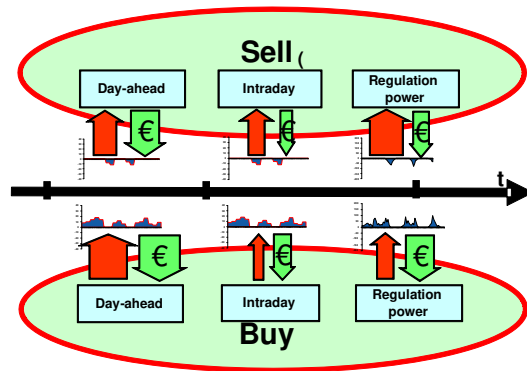 Sell (
Day-ahead
Intraday
Regulation
power
€
€
€
t
€
€
€
Day-ahead
Intraday
Regulation
power
Buy